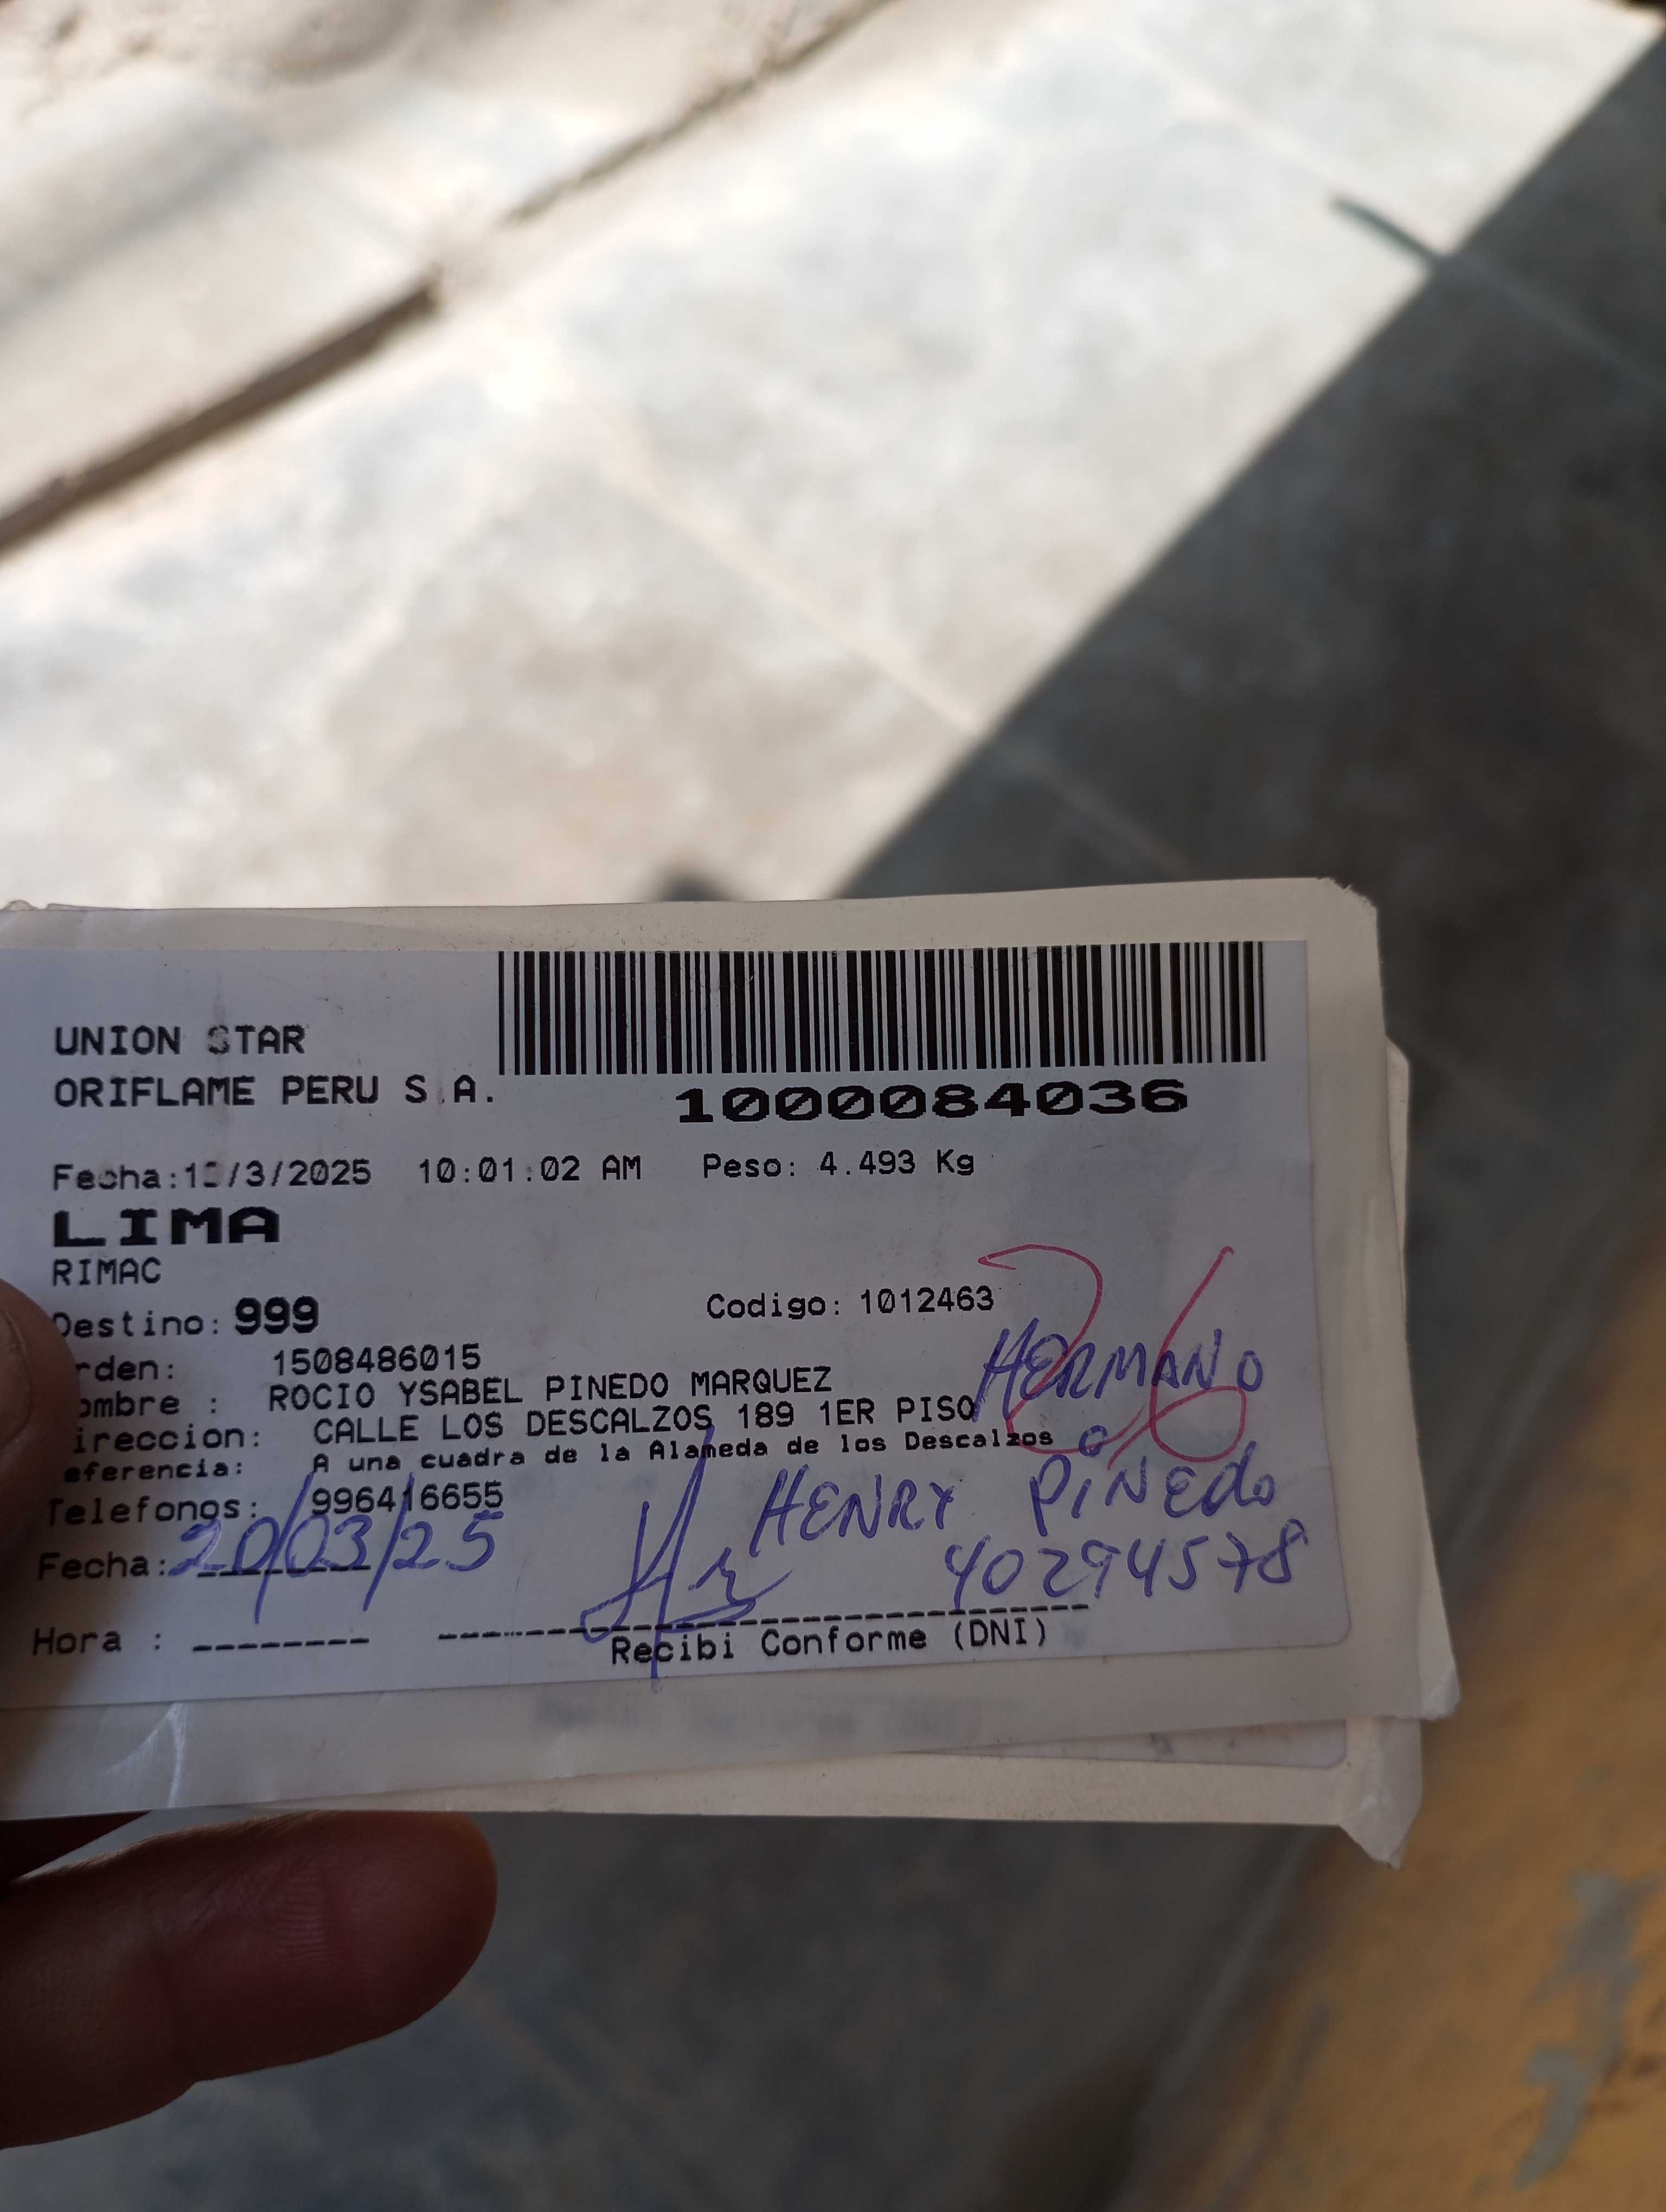 UNION STAR
ORIFLAME PERU S.A.
1000084036
/3/2025 10:01:02 AM Peso: 4.493 Kg
LIMA
RIMAC
26
Destino: 999 Codigo: 1012463
rden: 1508486015
ombre : ROCIO YSABEL PINEDO MARQUEZ
HERMANO
ireccion: CALLE LOS DESCALZOS 189 1ER PISO
eferencia: A una cuadra de la Alameda de los Descalzos
Telefonos: 996416655
HENRY PINEDO
Fecha: 20/03/25
40294578
Hora :
Recibi Conforme (DNI)